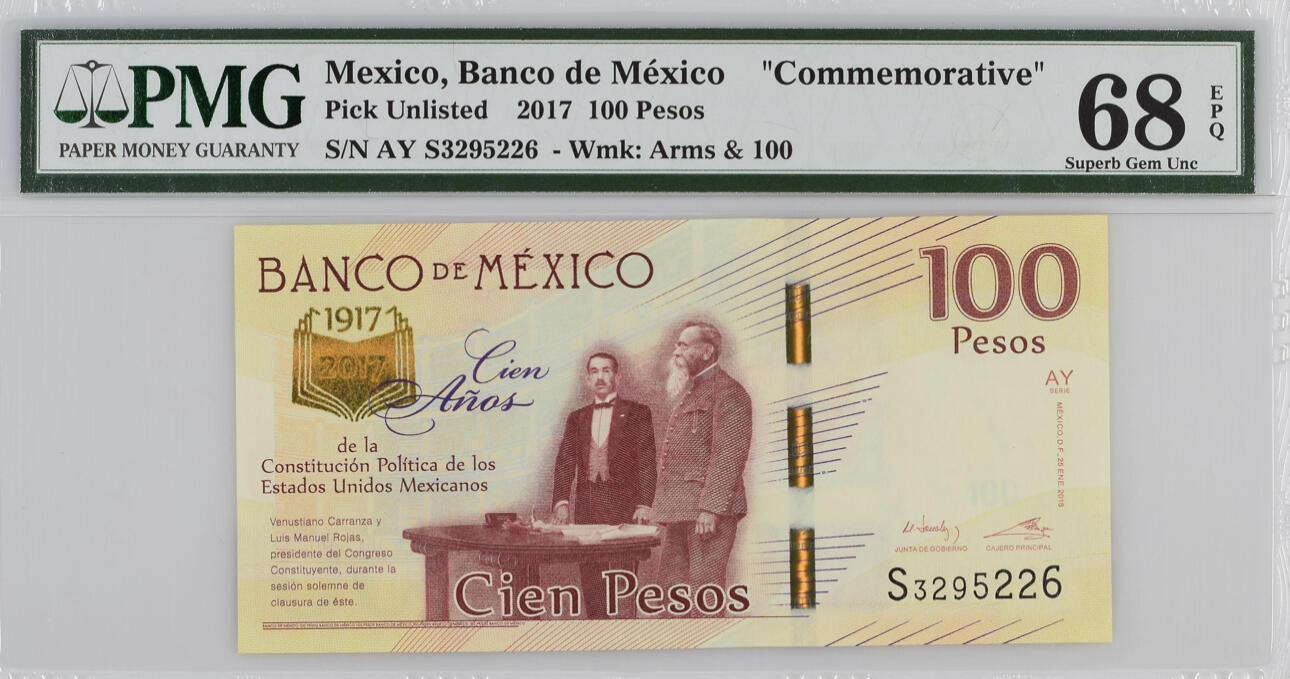 PMG
PAPER MONEY GUARANTY
Mexico, Banco de México "Commemorative"
Pick Unlisted 2017 100 Pesos
S/N AY S3295226 - Wmk: Arms & 100
68
EPQ
Superb Gem Unc
BANCO DE MÉXICO
1917
2017
Cien
Años
de la
Constitución Política de los
Estados Unidos Mexicanos
Venustiano Carranza y
Luis Manuel Rojas,
presidente del Congreso
Constituyente, durante la
sesión solemne de
clausura de éste.
Cien Pesos
100
Pesos
AY
SERIE
MÉXICO, D.F., 25 ENE. 2016
100
JUNTA DE GOBIERNO CAJERO PRINCIPAL
S3295226